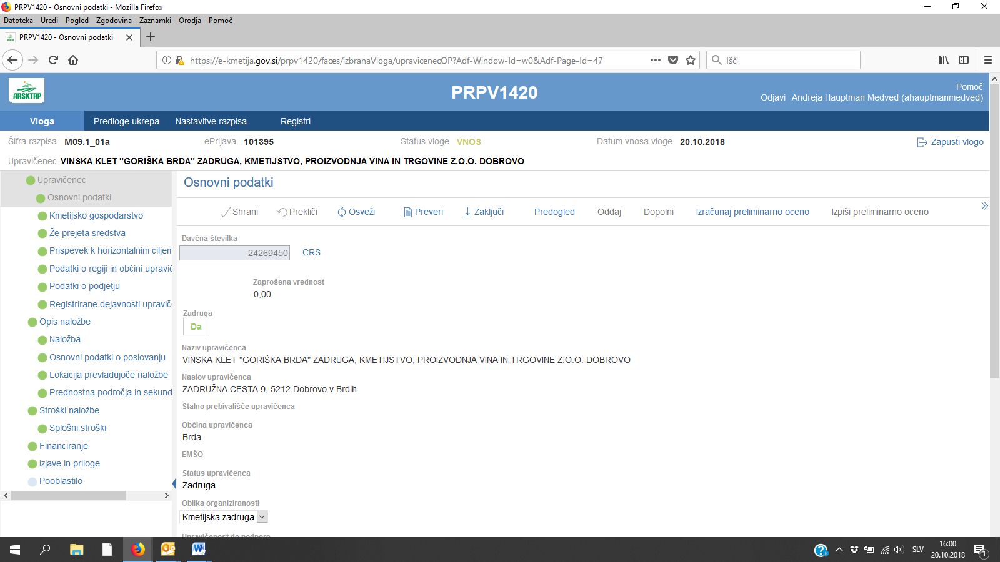 PRPV1420 - Osnovni podatki - Mozilla Firefox
Datoteka Uredi Pogled Zgodovina Zaznamki Orodja Pomoč
PRPV1420 - Osnovni podatki
https://e-kmetija.gov.si/prpv1420/faces/izbranaVloga/upravicenecOP?Adf-Window-Id=w0&Adf-Page-Id=47
Išči
ARSKTRP
PRPV1420
Pomoč
Odjavi Andreja Hauptman Medved (ahauptmanmedved)
Vloga Predloge ukrepa Nastavitve razpisa Registri
Šifra razpisa M09.1_01a ePrijava 101395 Status vloge VNOS Datum vnosa vloge 20.10.2018 Zapusti vlogo
Upravičenec VINSKA KLET "GORIŠKA BRDA" ZADRUGA, KMETIJSTVO, PROIZVODNJA VINA IN TRGOVINE Z.O.O. DOBROVO
Upravičenec
Osnovni podatki
Kmetijsko gospodarstvo
Že prejeta sredstva
Prispevek k horizontalnim ciljem
Podatki o regiji in občini upravič
Podatki o podjetju
Registrirane dejavnosti upravič
Opis naložbe
Naložba
Osnovni podatki o poslovanju
Lokacija prevladujoče naložbe
Prednostna področja in sekund
Stroški naložbe
Splošni stroški
Financiranje
Izjave in priloge
Pooblastilo
Osnovni podatki
Shrani Prekliči Osveži Preveri Zaključi Predogled Oddaj Dopolni Izračunaj preliminarno oceno Izpiši preliminarno oceno
Davčna številka
24269450 CRS
Zaprošena vrednost
0,00
Zadruga
Da
Naziv upravičenca
VINSKA KLET "GORIŠKA BRDA" ZADRUGA, KMETIJSTVO, PROIZVODNJA VINA IN TRGOVINE Z.O.O. DOBROVO
Naslov upravičenca
ZADRUŽNA CESTA 9, 5212 Dobrovo v Brdih
Stalno prebivališče upravičenca
Občina upravičenca
Brda
EMŠO
Status upravičenca
Zadruga
Oblika organiziranosti
Kmetijska zadruga
Upravičenost do podpore
SLV
16:00
20.10.2018
1